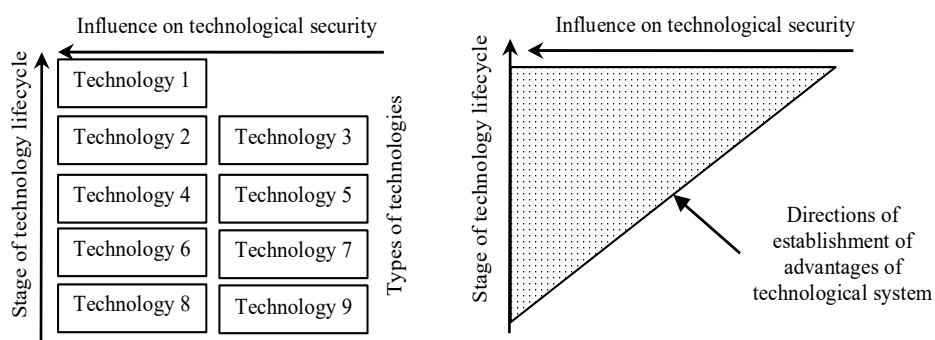 Influence on technological security
Stage of technology lifecycle
Technology 1
Technology 2
Technology 3
Technology 4
Technology 5
Technology 6
Technology 7
Technology 8
Technology 9
Types of technologies
Influence on technological security
Stage of technology lifecycle
Directions of
establishment of
advantages of
technological system